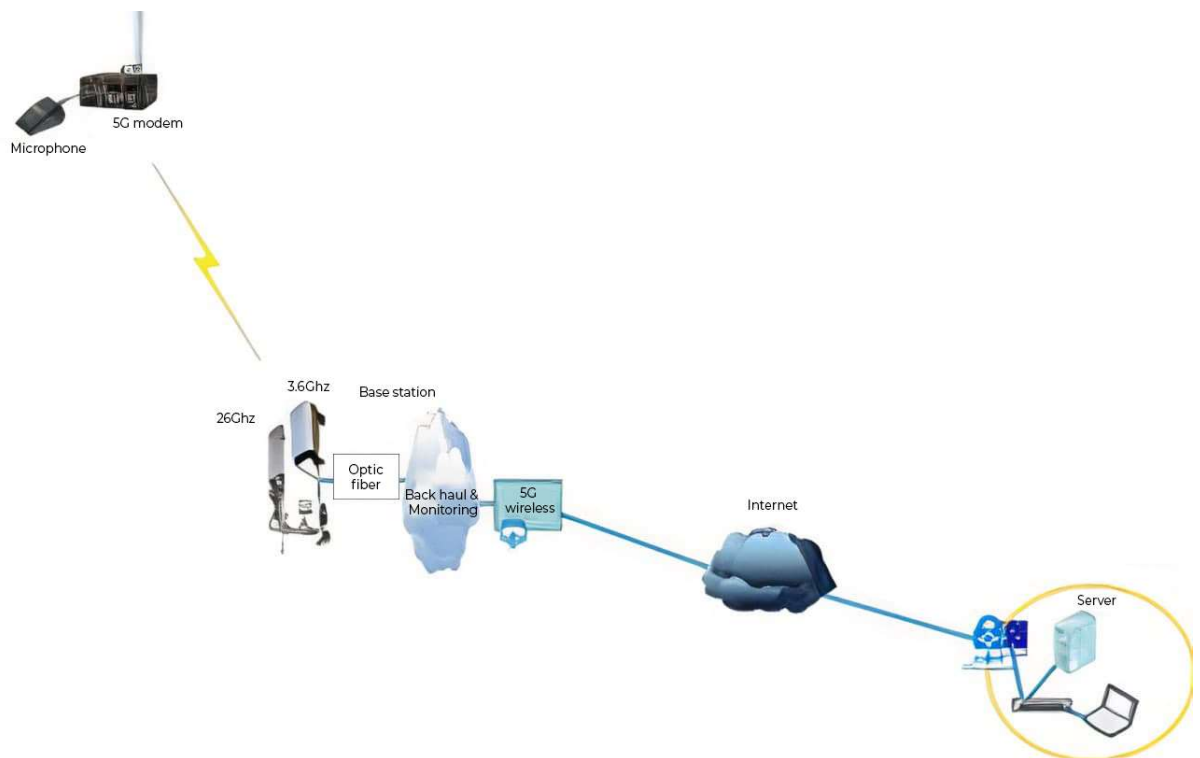 5G modem
Microphone
3.6Ghz
Base station
26Ghz
Optic
fiber
Back haul &
Monitoring
5G
wireless
Internet
Server